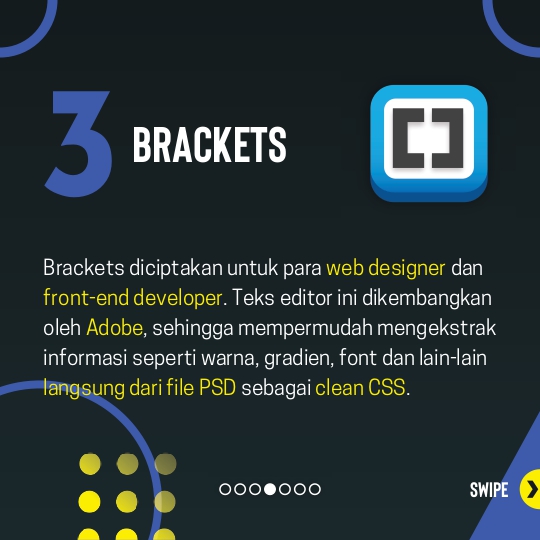 3
BRACKETS
Brackets diciptakan untuk para web designer dan
front-end developer. Teks editor ini dikembangkan
oleh Adobe, sehingga mempermudah mengekstrak
informasi seperti warna, gradien, font dan lain-lain
langsung dari file PSD sebagai clean CSS.
SWIPE